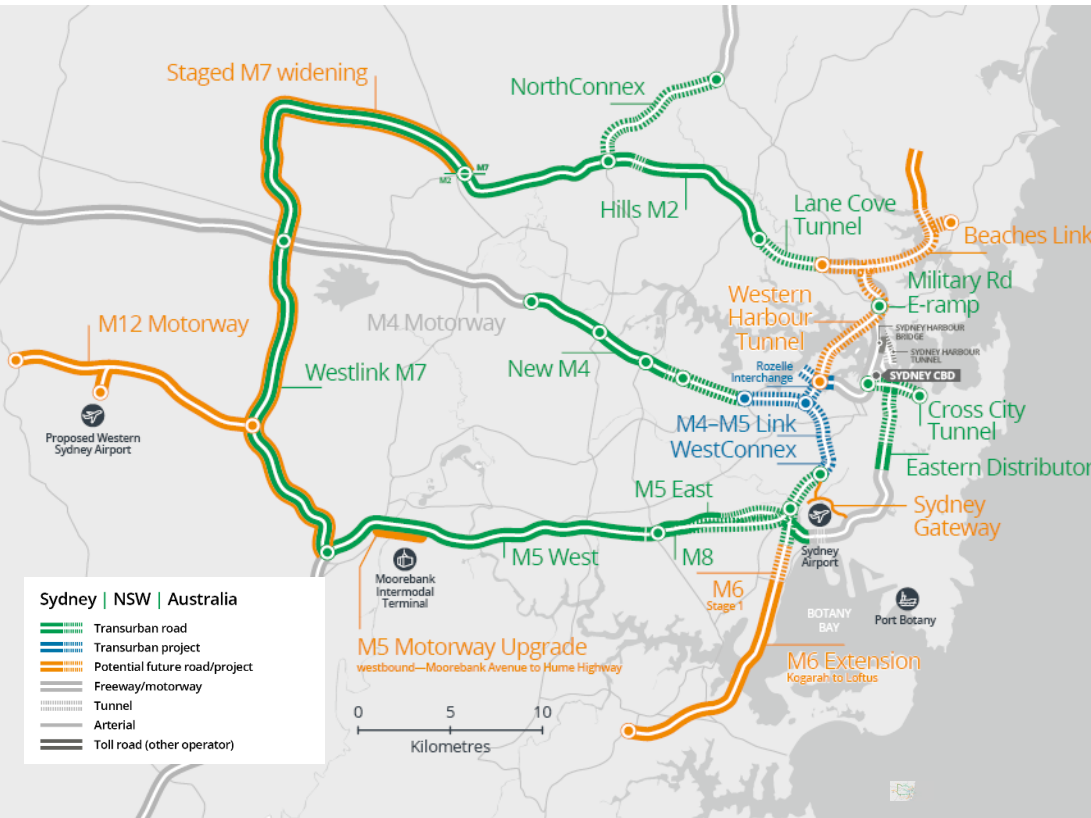 Staged M7 widening
NorthConnex
M7
M2
Hills M2
Lane Cove
Tunnel
Beaches Link
Military Rd
E-ramp
Western
Harbour
Tunnel
SYDNEY HARBOUR
BRIDGE
SYDNEY HARBOUR
TUNNEL
M12 Motorway
M4 Motorway
Rozelle
Interchange
SYDNEY CBD
New M4
Westlink M7
Cross City
Tunnel
M4–M5 Link
WestConnex
Proposed Western
Sydney Airport
Eastern Distributor
M5 East
Sydney
Gateway
M5 West
M8
Sydney
Airport
Moorebank
Intermodal
Terminal
M6
Stage 1
BOTANY
BAY
Port Botany
M5 Motorway Upgrade
westbound—Moorebank Avenue to Hume Highway
M6 Extension
Kogarah to Loftus
Sydney | NSW | Australia
Transurban road
Transurban project
Potential future road/project
Freeway/motorway
Tunnel
Arterial
Toll road (other operator)
0 5 10
Kilometres